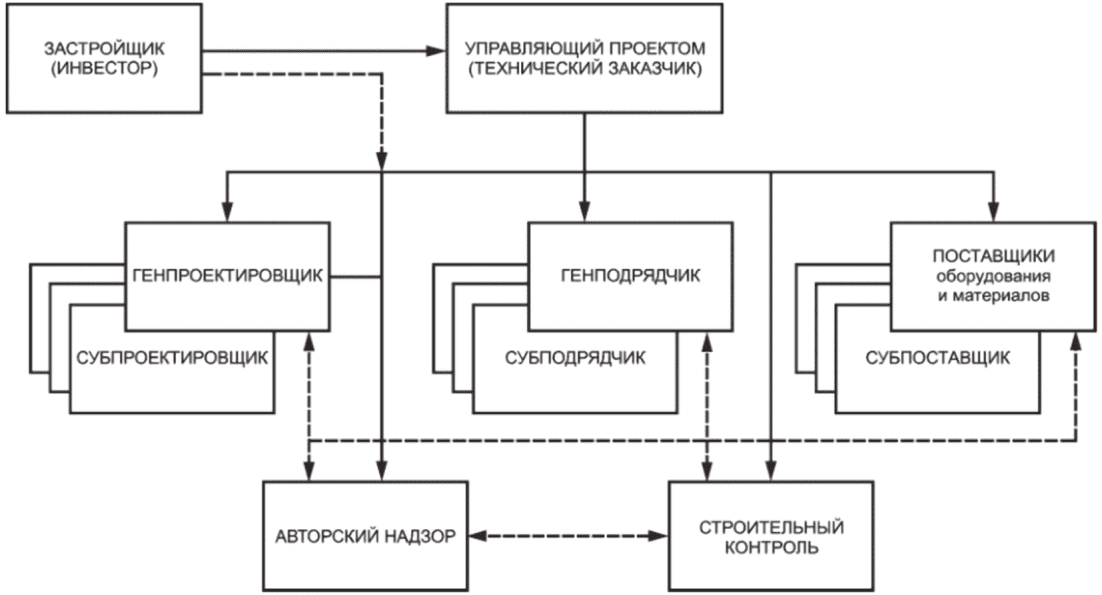 ЗАСТРОЙЩИК
(ИНВЕСТОР)
УПРАВЛЯЮЩИЙ ПРОЕКТОМ
(ТЕХНИЧЕСКИЙ ЗАКАЗЧИК)
ГЕНПРОЕКТИРОВЩИК
СУБПРОЕКТИРОВЩИК
ГЕНПОДРЯДЧИК
СУБПОДРЯДЧИК
ПОСТАВЩИКИ
оборудования
и материалов
СУБПОСТАВЩИК
АВТОРСКИЙ НАДЗОР
СТРОИТЕЛЬНЫЙ
КОНТРОЛЬ